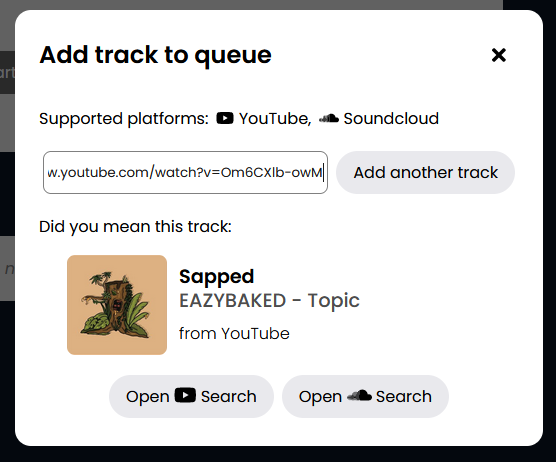 Add track to queue
Supported platforms: YouTube, Soundcloud
w.youtube.com/watch?v=Om6CXlb-owM
Add another track
Did you mean this track:
Sapped
EAZYBAKED - Topic
from YouTube
Open Search
Open Search